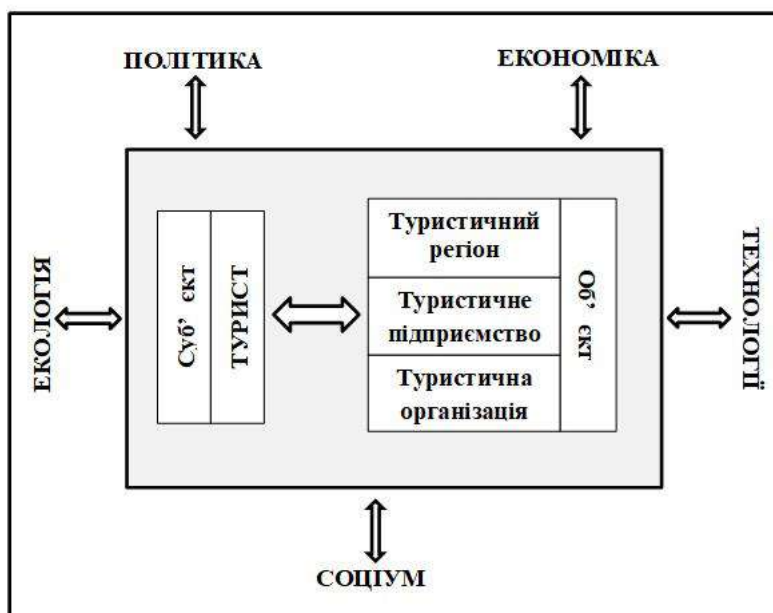 ПОЛІТИКА
ЕКОНОМІКА
ЕКОЛОГІЯ
Суб’ єкт
ТУРИСТ
Туристичний
регіон
Туристичне
підприємство
Туристична
організація
Об’ єкт
ТЕХНОЛОГІЇ
СОЦІУМ